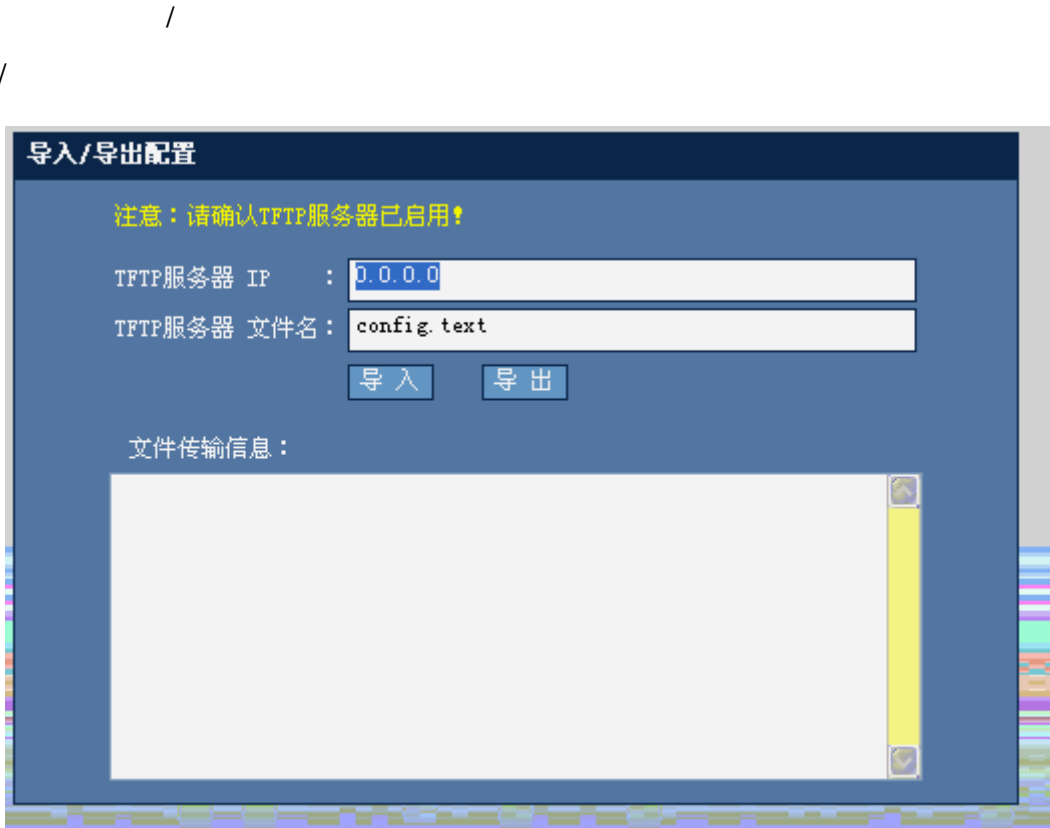 /
/
导入/导出配置
注意：请确认TFTP服务器已启用!
TFTP服务器 IP ： 0.0.0.0
TFTP服务器 文件名： config.text
导 入 导 出
文件传输信息：